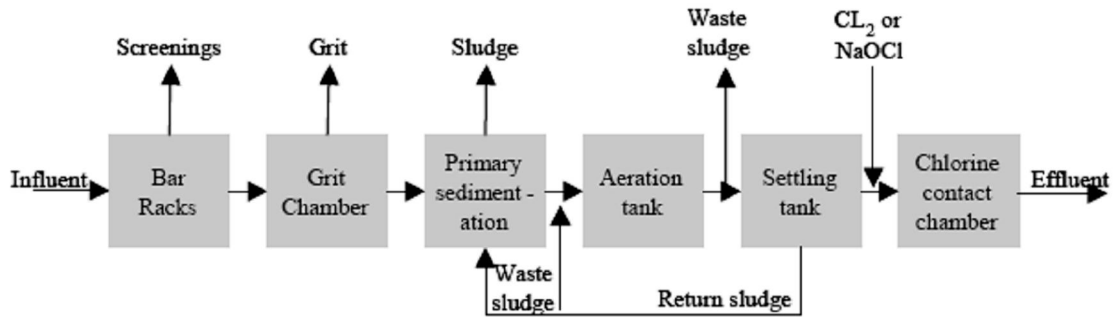 Waste
sludge
CL2 or
NaOCl
Screenings
Grit
Sludge
Influent
Bar
Racks
Grit
Chamber
Primary
sediment -
ation
Aeration
tank
Settling
tank
Chlorine
contact
chamber
Effluent
Waste
sludge
Return sludge